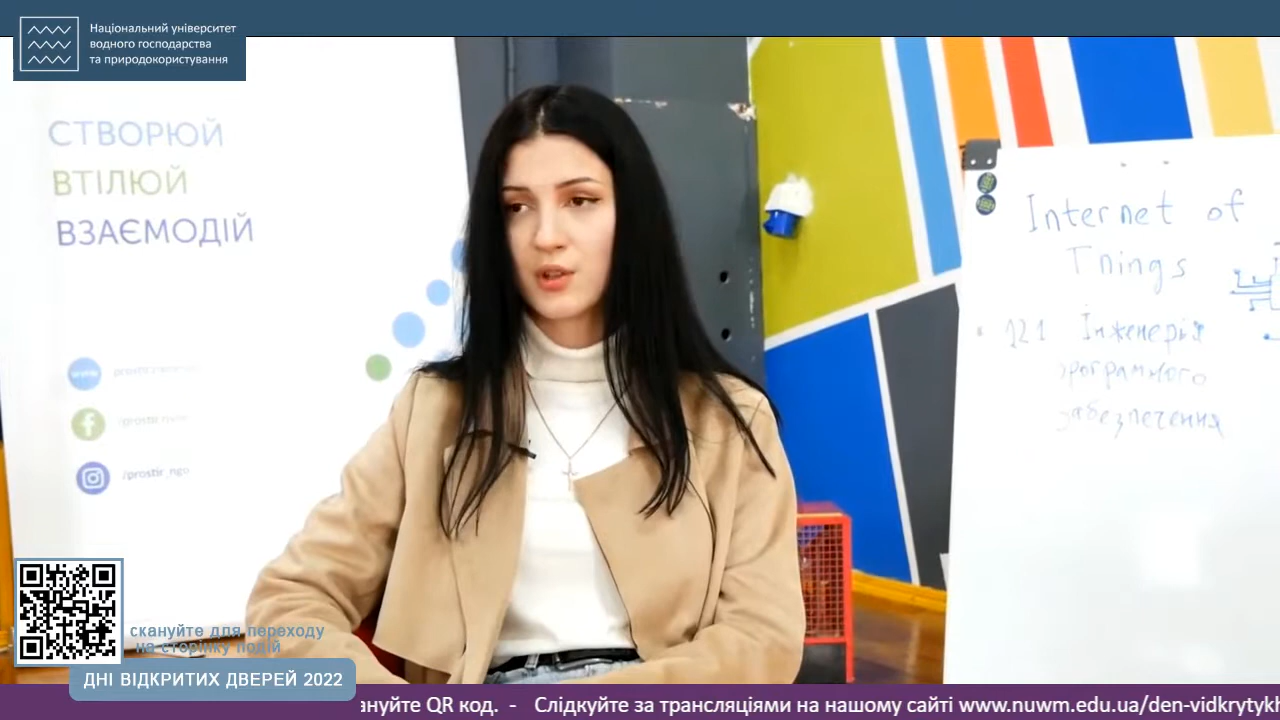 Національний університет
водного господарства
та природокористування
СТВОРЮЙ
ВТІЛЮЙ
ВЗАЄМОДІЙ
www
/prostir_ngo
Internet of
Things
121 Інженерія
програмного
забезпечення
скануйте для переходу
на сторінку подій
ДНІ ВІДКРИТИХ ДВЕРЕЙ 2022
ануйте QR код. - Слідкуйте за трансляціями на нашому сайті www.nuwm.edu.ua/den-vidkrytykh